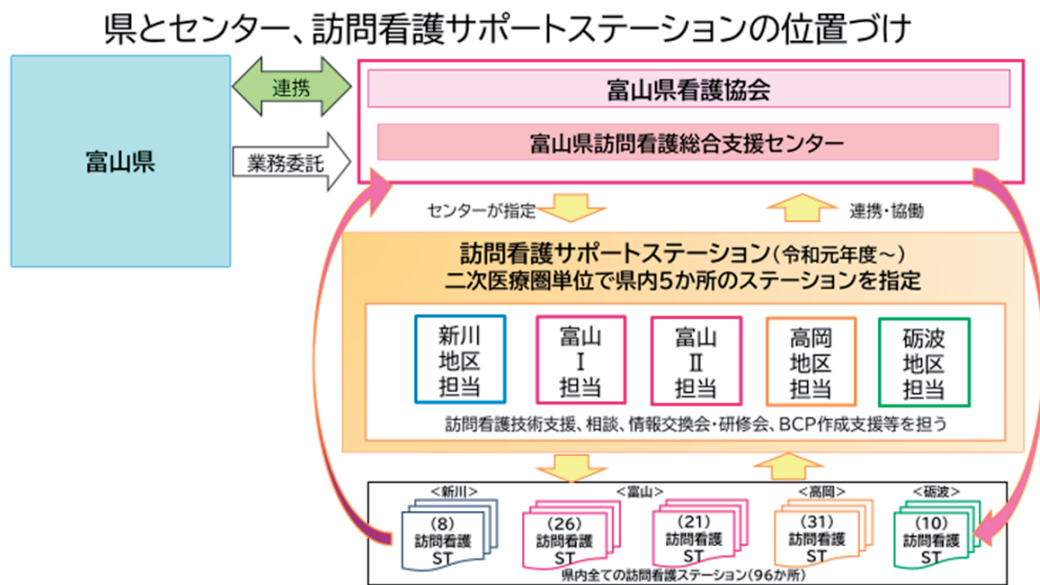 県とセンター、訪問看護サポートステーションの位置づけ
富山県
連携
業務委託
富山県看護協会
富山県訪問看護総合支援センター
センターが指定
連携・協働
訪問看護サポートステーション(令和元年度～)
二次医療圏単位で県内5か所のステーションを指定
新川
地区
担当
富山
Ⅰ
担当
富山
Ⅱ
担当
高岡
地区
担当
砺波
地区
担当
訪問看護技術支援、相談、情報交換会・研修会、BCP作成支援等を担う
<新川>
<富山>
<高岡>
<砺波>
(8)
訪問看護
ST
(26)
訪問看護
ST
(21)
訪問看護
ST
(31)
訪問看護
ST
(10)
訪問看護
ST
県内全ての訪問看護ステーション(96か所)